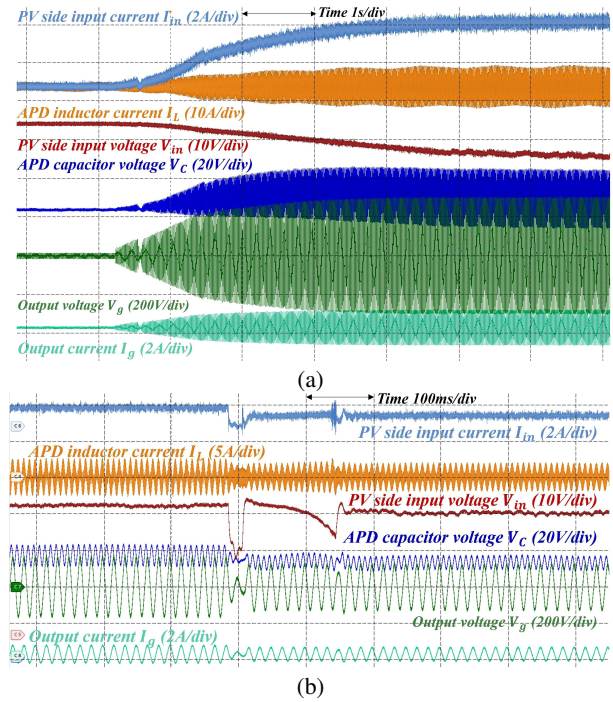 PV side input current I_in (2A/div)
Time 1s/div
APD inductor current I_L (10A/div)
PV side input voltage V_in (10V/div)
APD capacitor voltage V_C (20V/div)
Output voltage V_g (200V/div)
Output current I_g (2A/div)
(a)
Time 100ms/div
PV side input current I_in (2A/div)
APD inductor current I_L (5A/div)
PV side input voltage V_in (10V/div)
APD capacitor voltage V_C (20V/div)
Output voltage V_g (200V/div)
Output current I_g (2A/div)
(b)